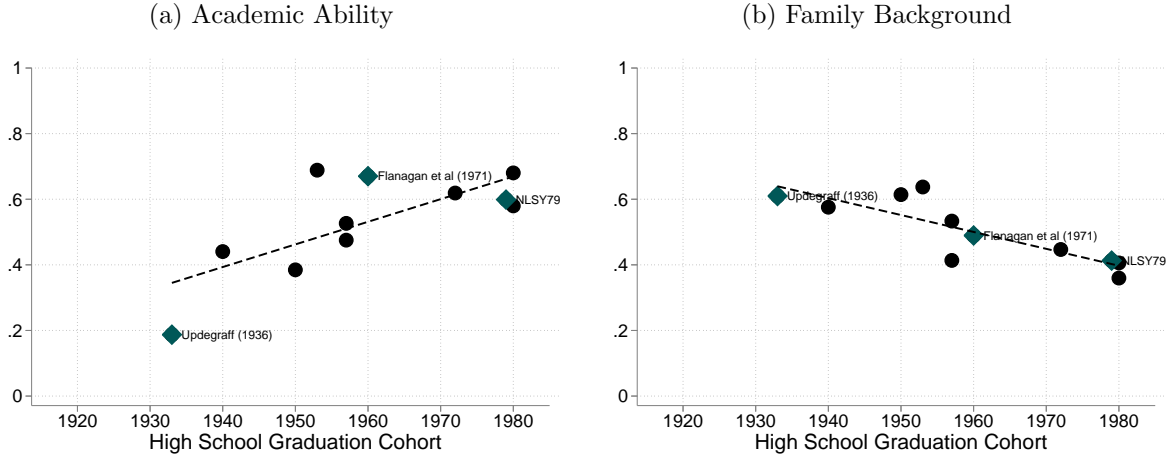 (a) Academic Ability
1
.8
.6
.4
.2
0
Flanagan et al (1971)
NLSY79
Updegraff (1936)
1920 1930 1940 1950 1960 1970 1980
High School Graduation Cohort
(b) Family Background
1
.8
.6
.4
.2
0
Updegraff (1936)
Flanagan et al (1971)
NLSY79
1920 1930 1940 1950 1960 1970 1980
High School Graduation Cohort